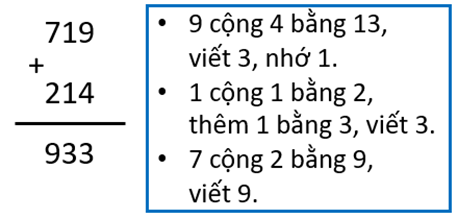 719
+
214
933
• 9 cộng 4 bằng 13,
viết 3, nhớ 1.
• 1 cộng 1 bằng 2,
thêm 1 bằng 3, viết 3.
• 7 cộng 2 bằng 9,
viết 9.